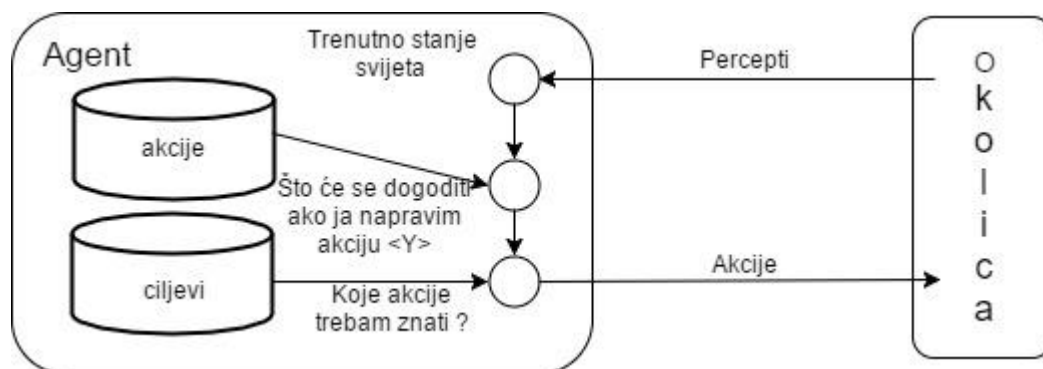 Agent
Trenutno stanje
svijeta
Percepti
akcije
Što će se dogoditi
ako ja napravim
akciju <Y>
ciljevi
Koje akcije
trebam znati ?
Akcije
o
k
o
l
i
c
a